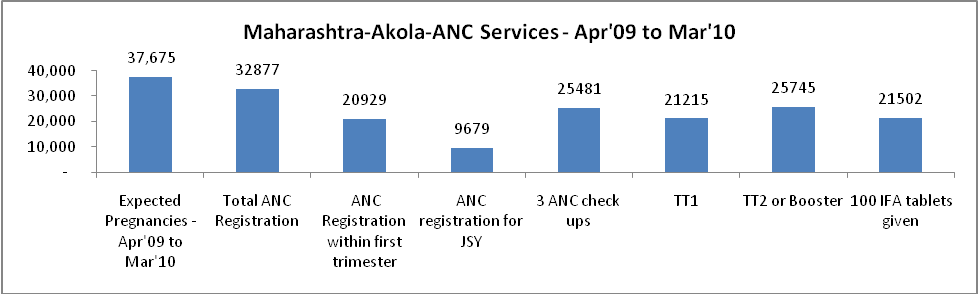 Maharashtra-Akola-ANC Services - Apr'09 to Mar'10
40,000
30,000
20,000
10,000
-
37,675
32877
20929
9679
25481
21215
25745
21502
Expected
Pregnancies -
Apr'09 to
Mar'10
Total ANC
Registration
ANC
Registration
within first
trimester
ANC
registration for
JSY
3 ANC check
ups
TT1
TT2 or Booster
100 IFA tablets
given